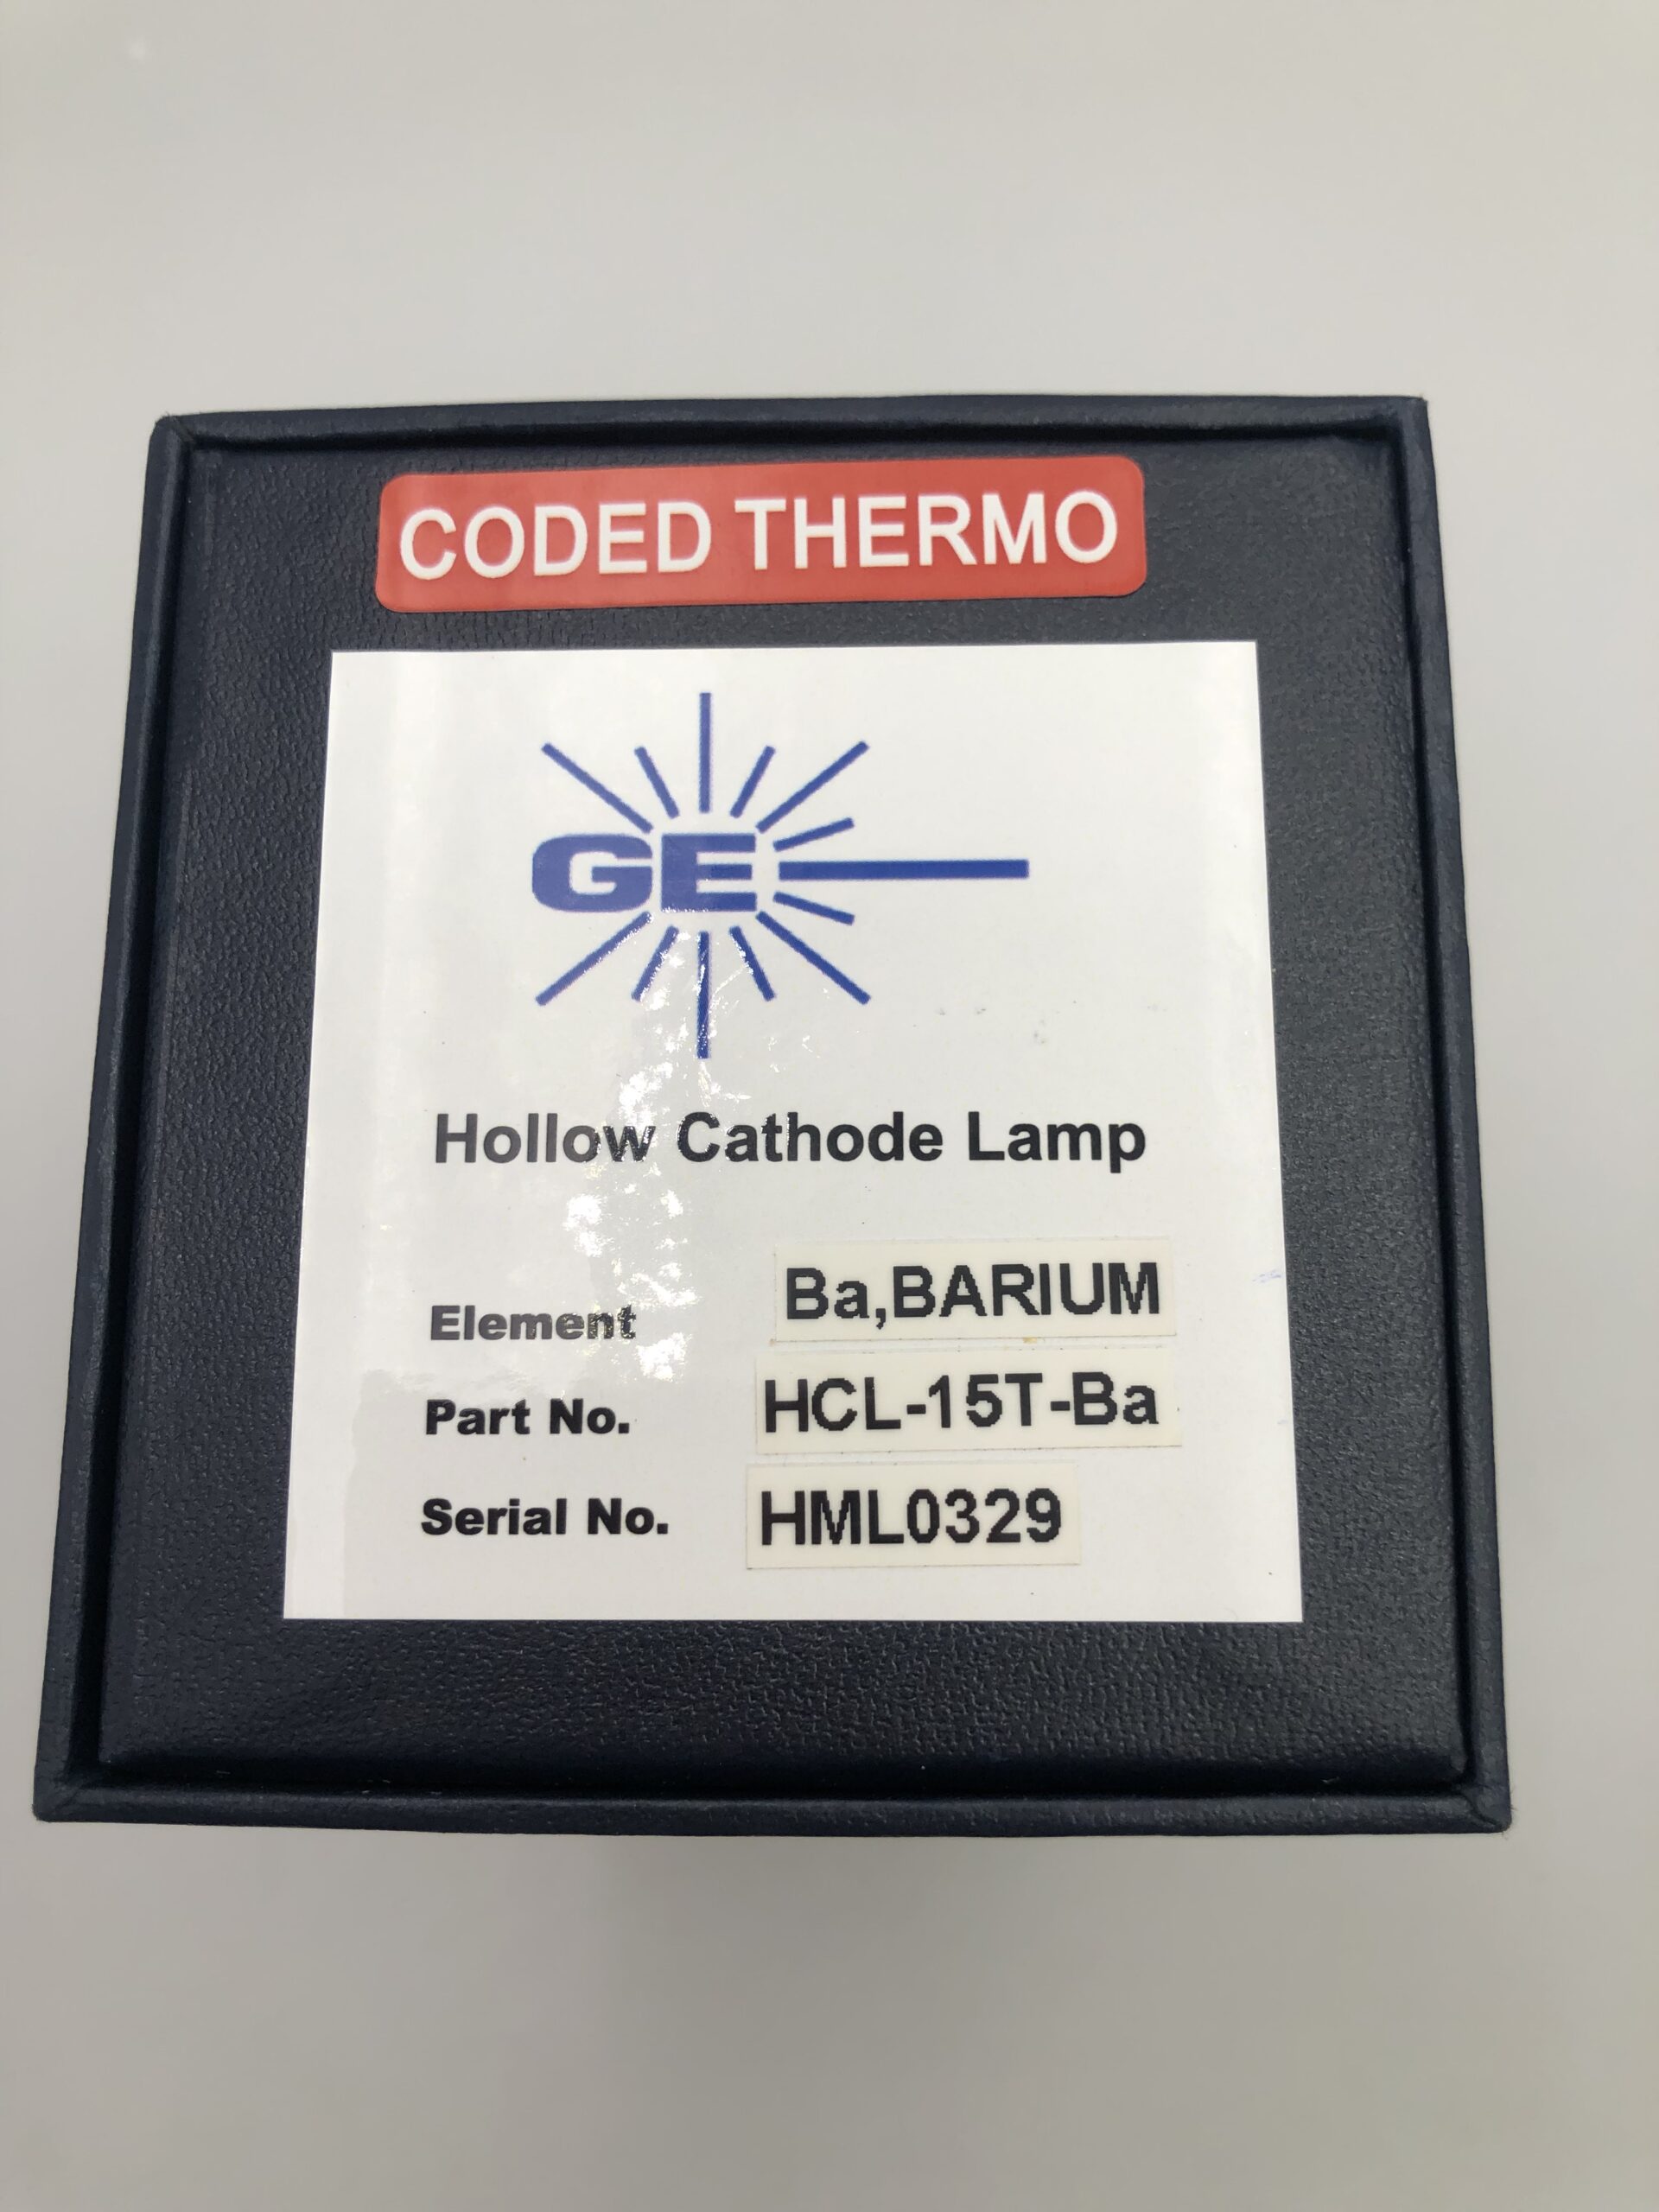 CODED THERMO
GE
Hollow Cathode Lamp
Element Ba,BARIUM
Part No. HCL-15T-Ba
Serial No. HML0329